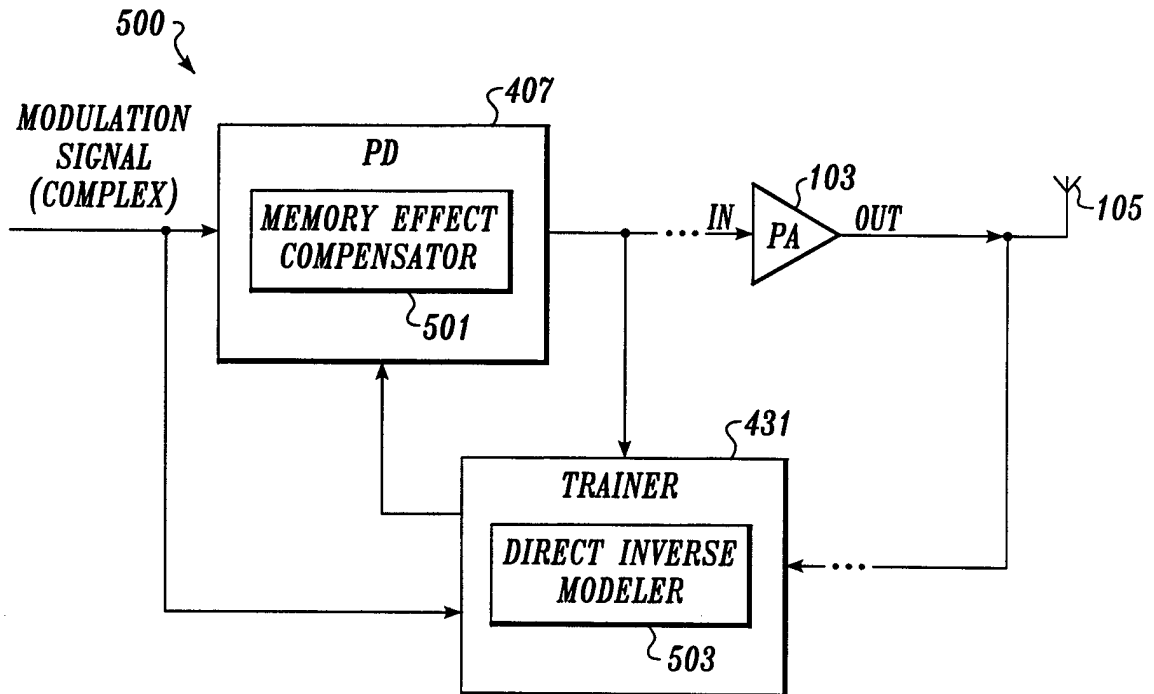 500
407
MODULATION
SIGNAL
(COMPLEX)
PD
MEMORY EFFECT
COMPENSATOR
501
103
IN
PA
OUT
105
431
TRAINER
DIRECT INVERSE
MODELER
503